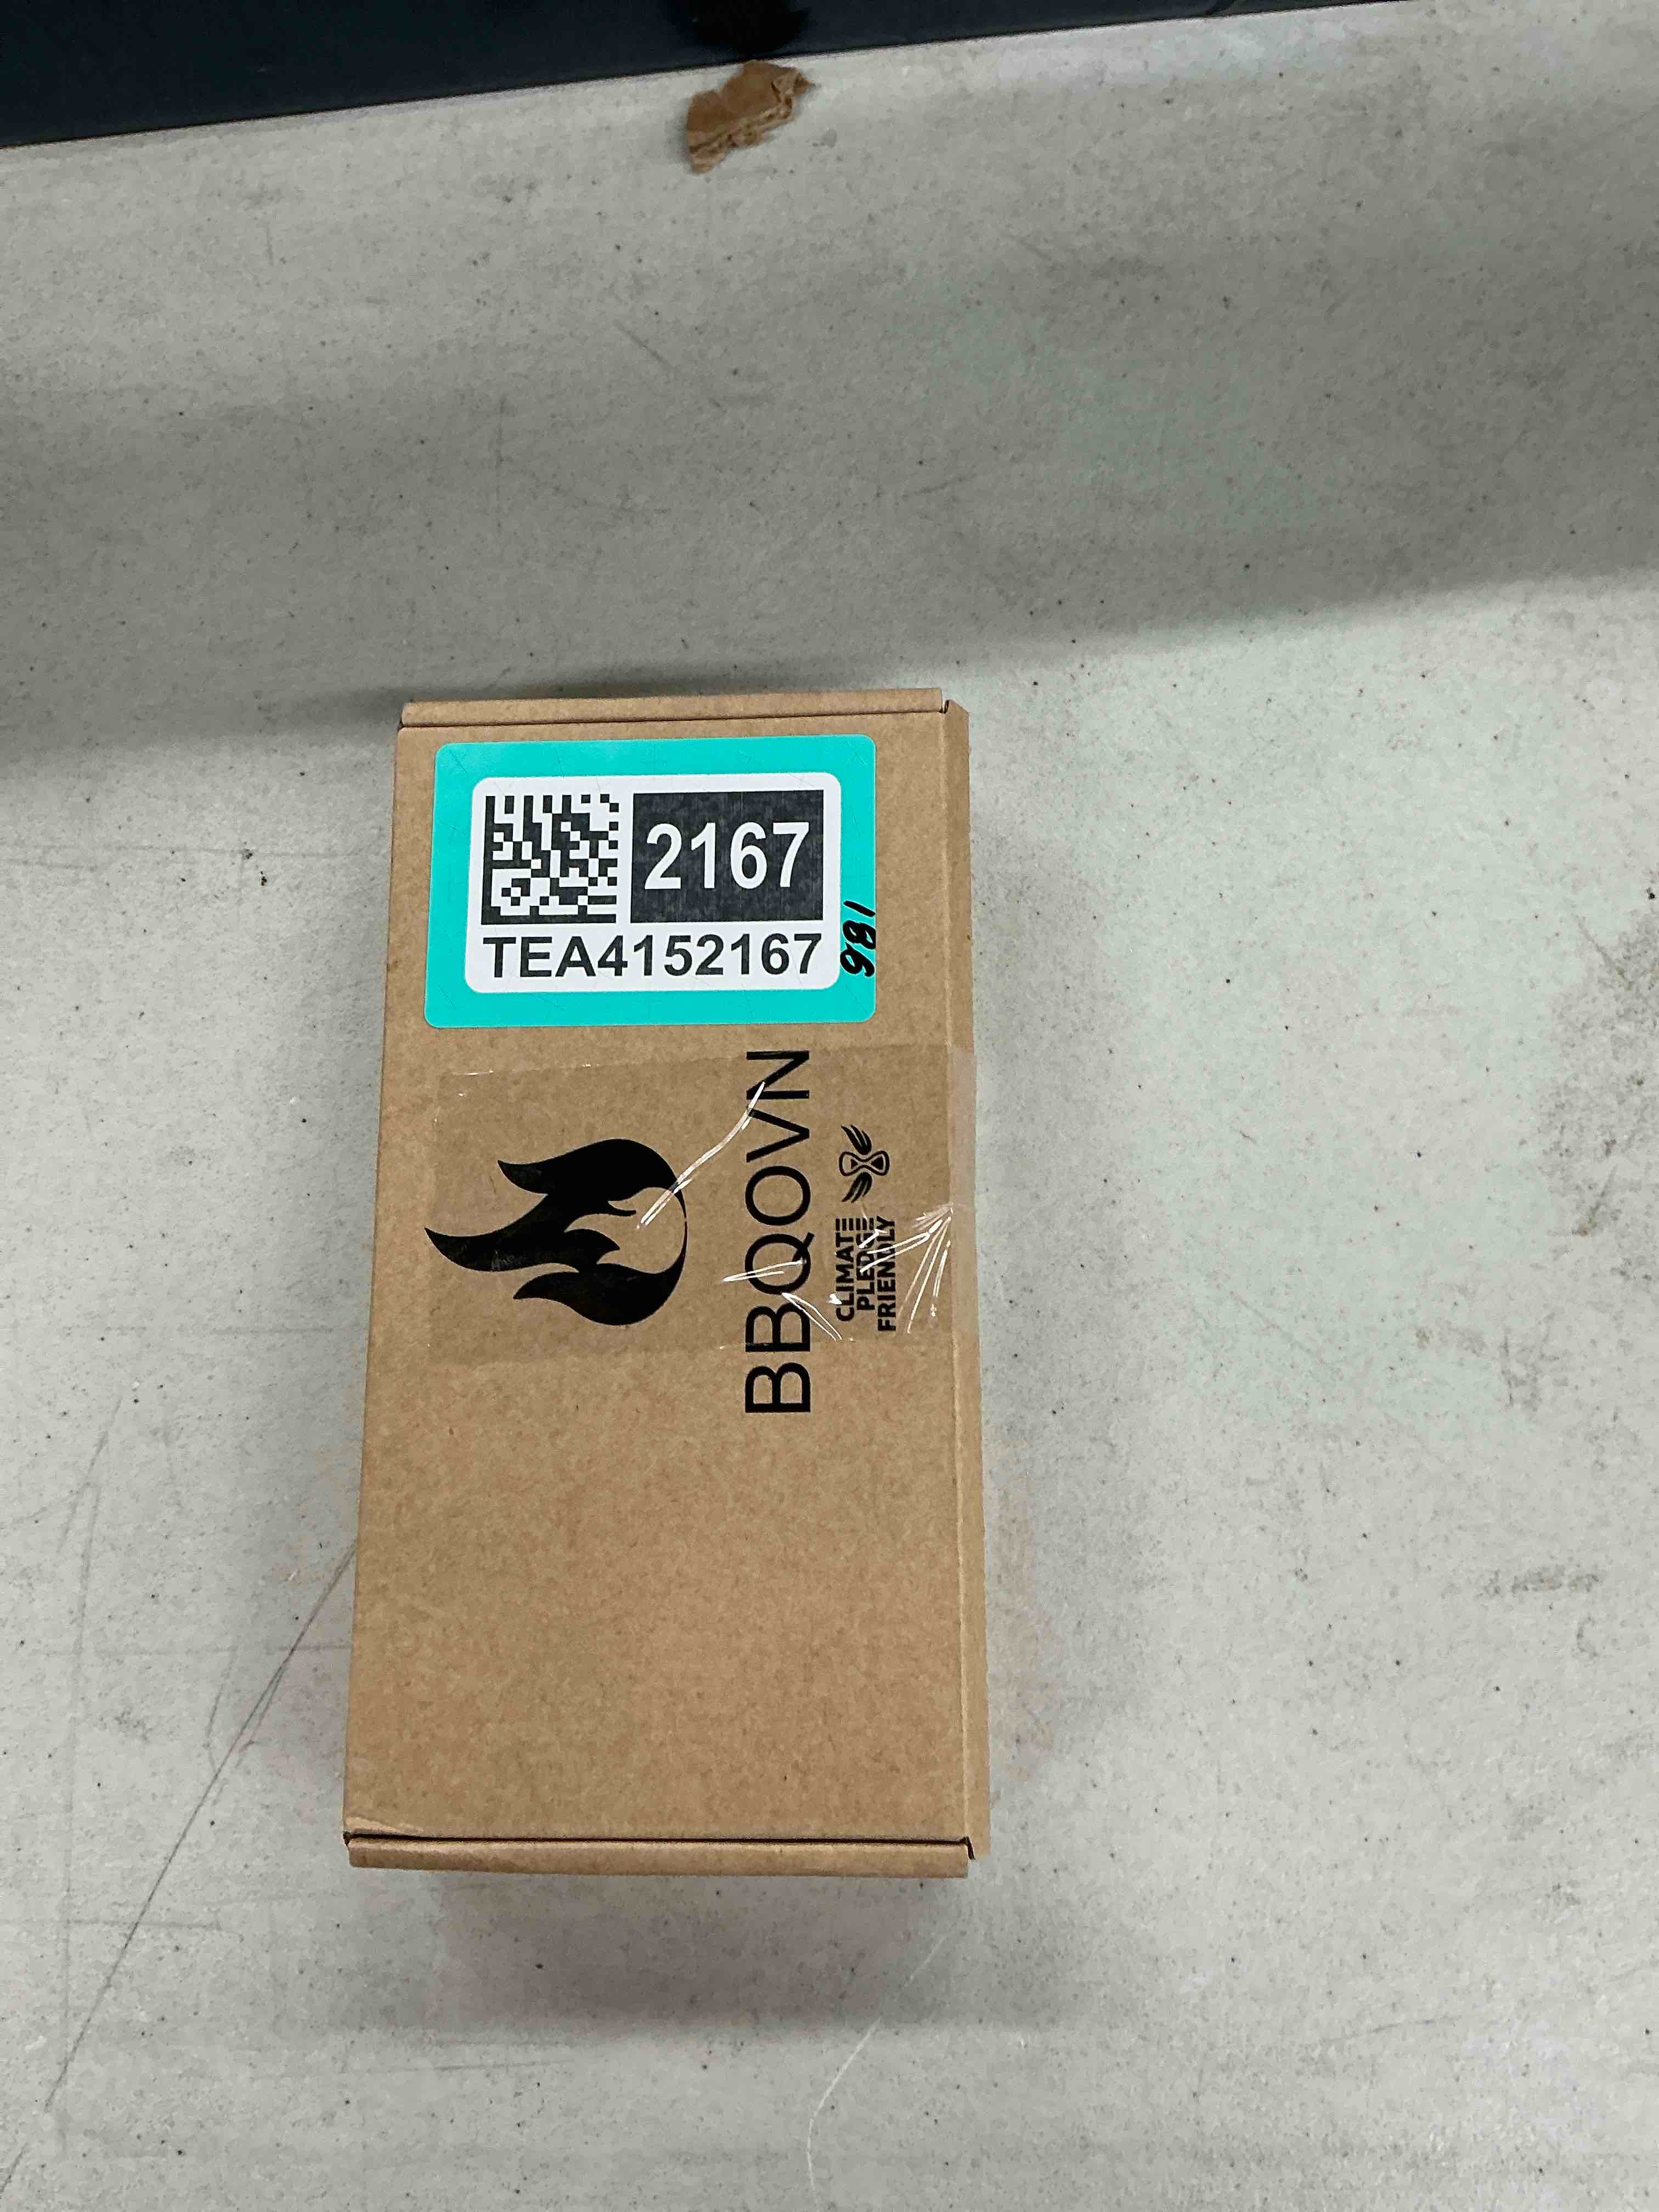 2167
TEA4152167
981
BBQOVN
CLIMATE
PLEDGE
FRIENDLY